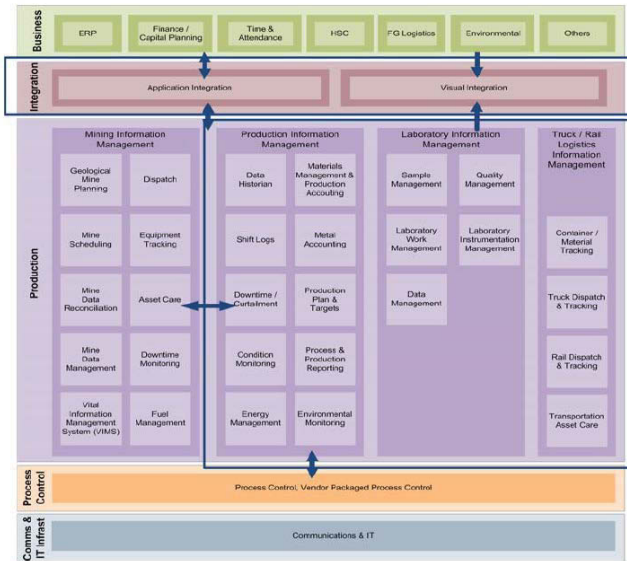 Business
ERP
Finance /
Capital Planning
Time &
Attendance
HSC
FG Logistics
Environmental
Others
Integration
Application Integration
Visual Integration
Production
Mining Information
Management
Geological
Mine
Planning
Dispatch
Mine
Scheduling
Equipment
Tracking
Mine
Data
Reconciliation
Asset Care
Mine
Data
Management
Downtime
Monitoring
Vital
Information
Management
System (VIMS)
Fuel
Management
Production Information
Management
Data
Historian
Materials
Management &
Production
Accouting
Shift Logs
Metal
Accounting
Downtime /
Curtailment
Production
Plan &
Targets
Condition
Monitoring
Process &
Production
Reporting
Energy
Management
Environmental
Monitoring
Laboratory Information
Management
Sample
Management
Quality
Management
Laboratory
Work
Management
Laboratory
Instrumentation
Management
Data
Management
Truck / Rail
Logistics
Information
Management
Container /
Material
Tracking
Truck Dispatch
& Tracking
Rail Dispatch
& Tracking
Transportation
Asset Care
Process
Control
Process Control, Vendor Packaged Process Control
Comms &
IT infrast
Communications & IT